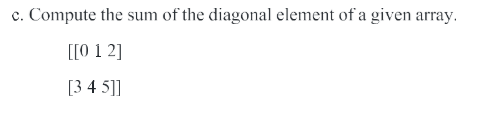 c. Compute the sum of the diagonal element of a given array.
[[0 1 2]
[3 4 5]]